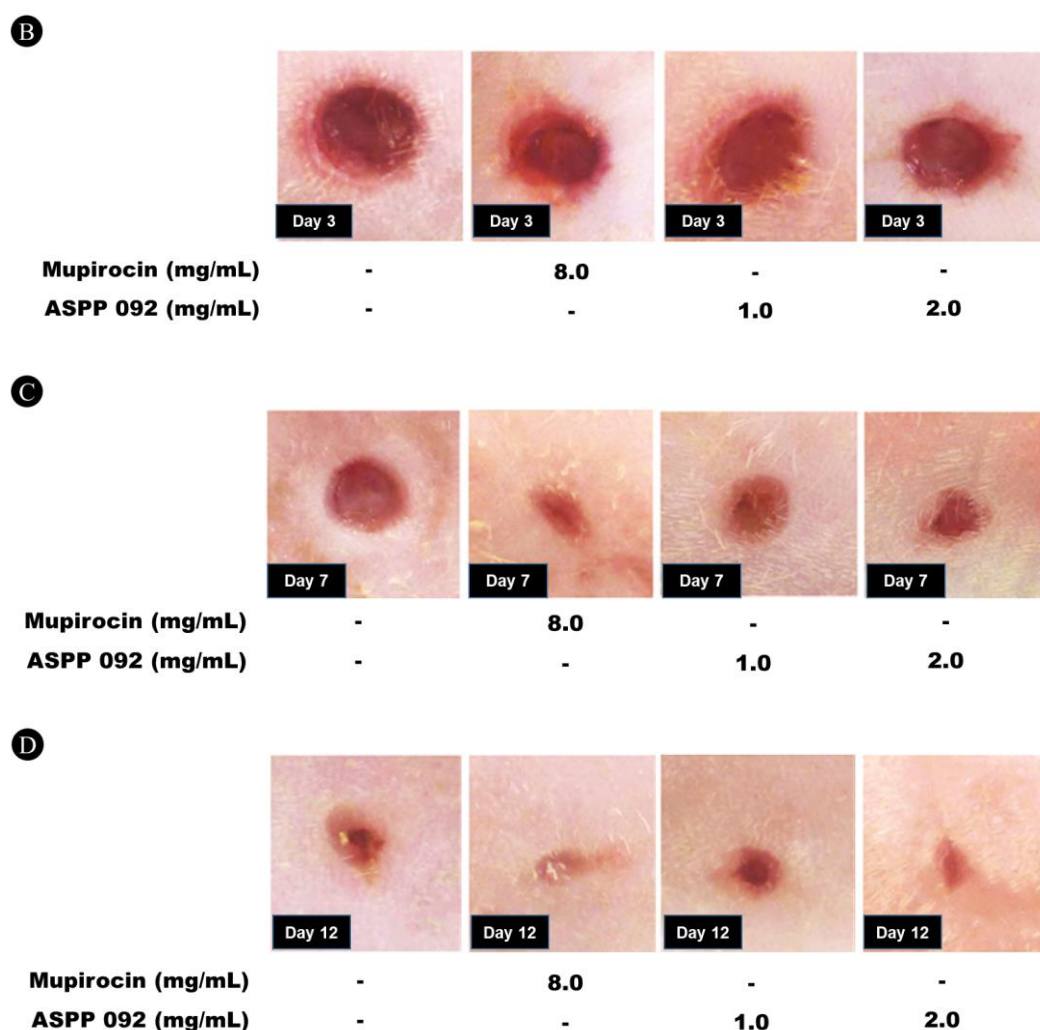 B
Day 3 Day 3 Day 3 Day 3
Mupirocin (mg/mL) - 8.0 - -
ASPP 092 (mg/mL) - - 1.0 2.0
C
Day 7 Day 7 Day 7 Day 7
Mupirocin (mg/mL) - 8.0 - -
ASPP 092 (mg/mL) - - 1.0 2.0
D
Day 12 Day 12 Day 12 Day 12
Mupirocin (mg/mL) - 8.0 - -
ASPP 092 (mg/mL) - - 1.0 2.0